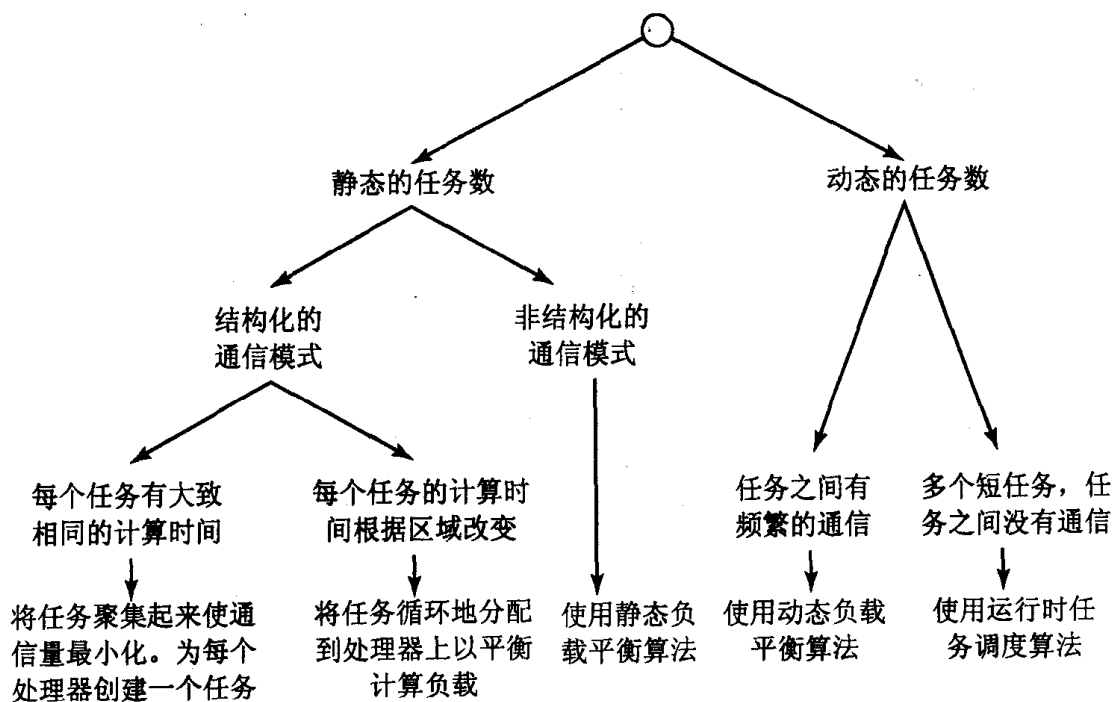 静态的任务数
动态的任务数
结构化的
通信模式
非结构化的
通信模式
每个任务有大致
相同的计算时间
每个任务的计算时
间根据区域改变
任务之间有
频繁的通信
多个短任务，任
务之间没有通信
将任务聚集起来使通
信量最小化。为每个
处理器创建一个任务
将任务循环地分配
到处理器上以平衡
计算负载
使用静态负
载平衡算法
使用动态负载
平衡算法
使用运行时任
务调度算法